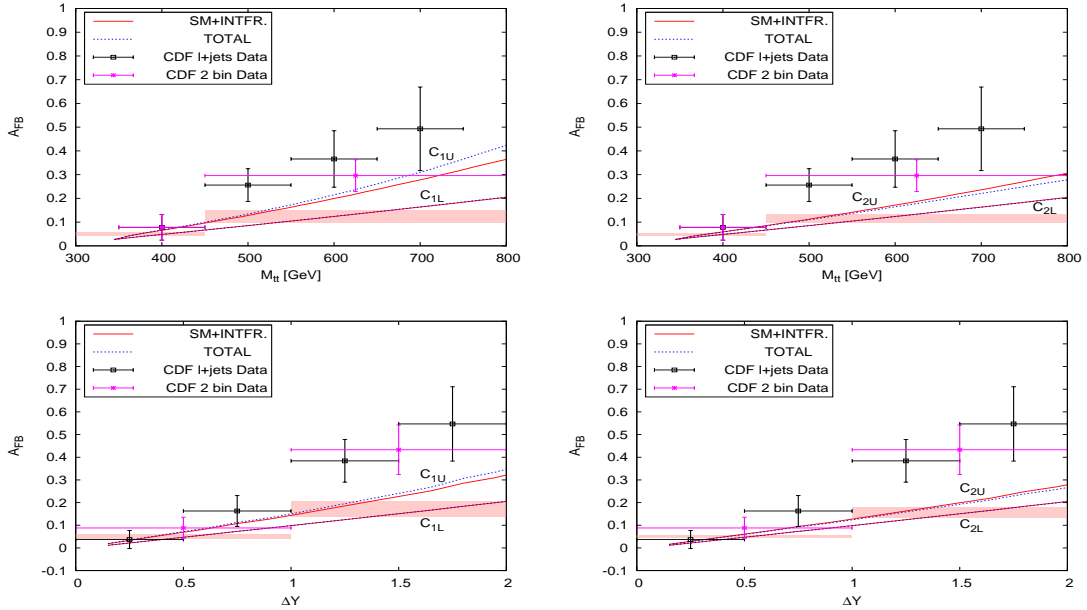 SM+INTFR.
TOTAL
CDF l+jets Data
CDF 2 bin Data
A_FB
1
0.9
0.8
0.7
0.6
0.5
0.4
0.3
0.2
0.1
0
C_1U
C_1L
300 400 500 600 700 800
M_tt [GeV]
SM+INTFR.
TOTAL
CDF l+jets Data
CDF 2 bin Data
A_FB
1
0.9
0.8
0.7
0.6
0.5
0.4
0.3
0.2
0.1
0
C_2U
C_2L
300 400 500 600 700 800
M_tt [GeV]
SM+INTFR.
TOTAL
CDF l+jets Data
CDF 2 bin Data
A_FB
1
0.9
0.8
0.7
0.6
0.5
0.4
0.3
0.2
0.1
0
-0.1
C_1U
C_1L
0 0.5 1 1.5 2
ΔY
SM+INTFR.
TOTAL
CDF l+jets Data
CDF 2 bin Data
A_FB
1
0.9
0.8
0.7
0.6
0.5
0.4
0.3
0.2
0.1
0
-0.1
C_2U
C_2L
0 0.5 1 1.5 2
ΔY